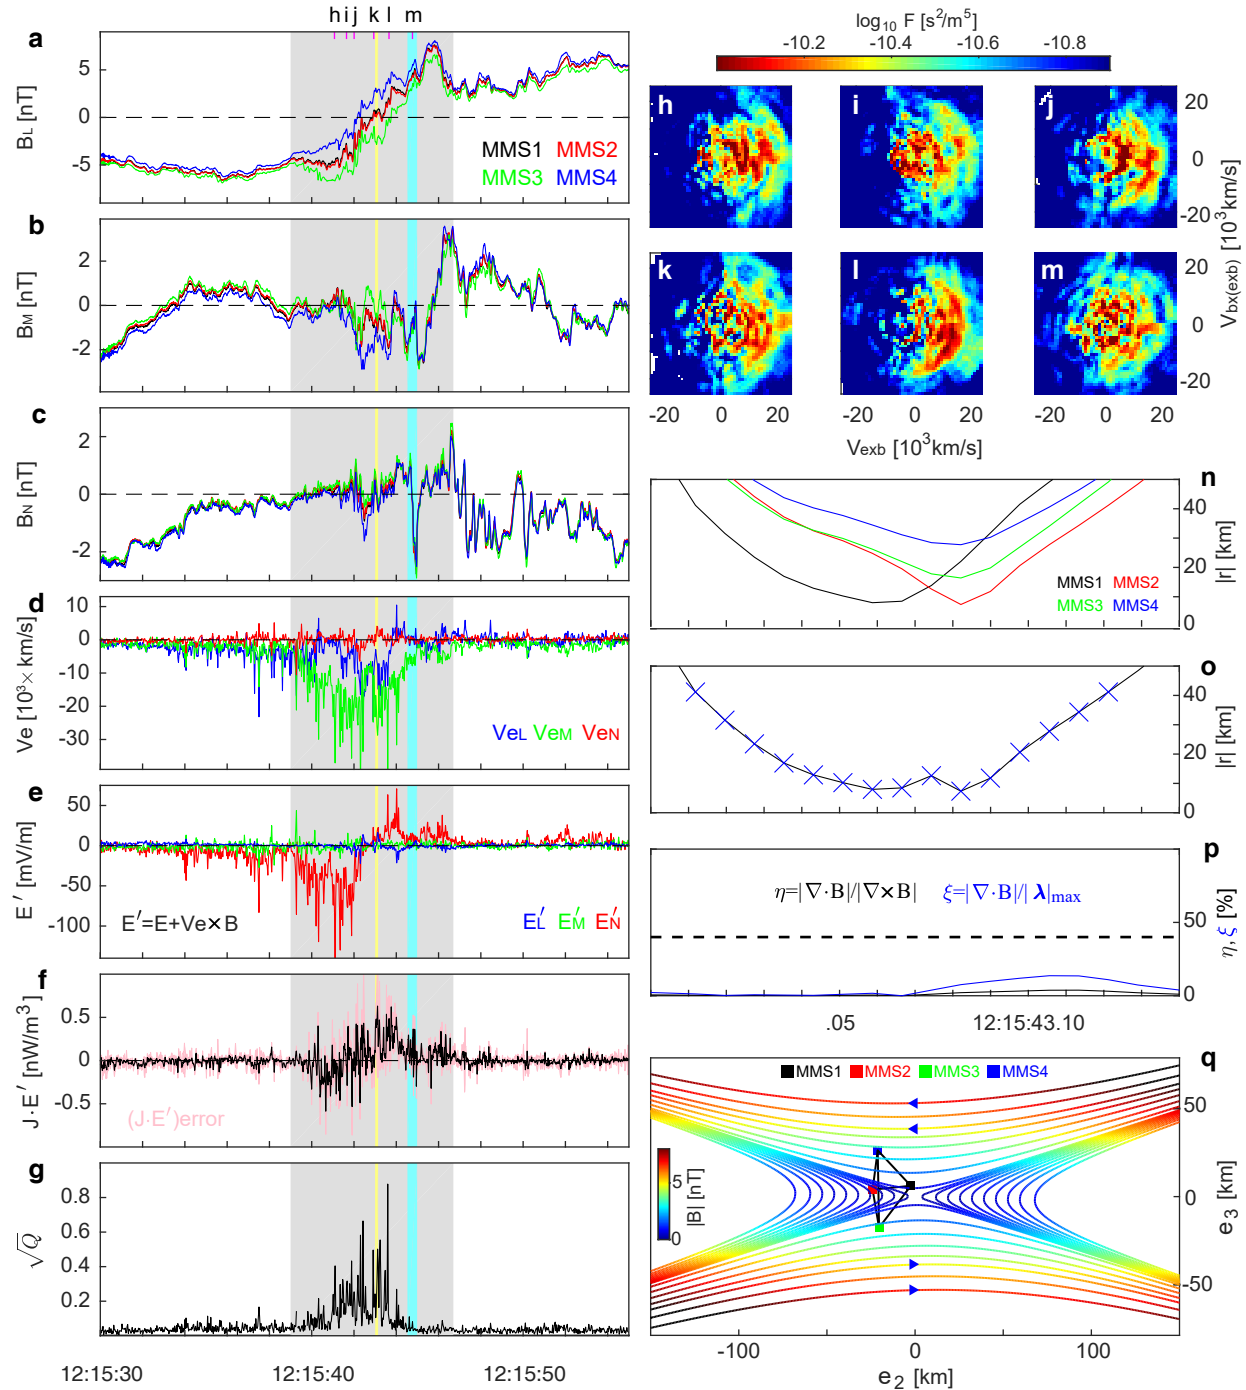 h i j k l m
a
5
0
-5
B_L [nT]
MMS1 MMS2
MMS3 MMS4
b
2
0
-2
B_M [nT]
c
2
0
-2
B_N [nT]
d
10
0
-10
-20
-30
Ve [10³× km/s]
VeL VeM VeN
e
50
0
-50
-100
E′ [mV/m]
E′=E+Ve×B
EL′ EM′ EN′
f
0.5
0
-0.5
J·E′ [nW/m³]
(J·E′)error
g
0.8
0.6
0.4
0.2
√Q
12:15:30 12:15:40 12:15:50
log₁₀ F [s²/m⁵]
-10.2 -10.4 -10.6 -10.8
h i j
20
0
-20
k l m
20
0
-20
Vbx(exb) [10³km/s]
-20 0 20 -20 0 20 -20 0 20
Vexb [10³km/s]
n
40
20
0
|r| [km]
MMS1 MMS2
MMS3 MMS4
o
40
20
0
|r| [km]
p
η=|∇·B|/|∇×B| ξ=|∇·B|/|λ|max
50
0
η, ξ [%]
.05 12:15:43.10
q
MMS1 MMS2 MMS3 MMS4
5
0
|B| [nT]
50
0
-50
e₃ [km]
-100 0 100
e₂ [km]